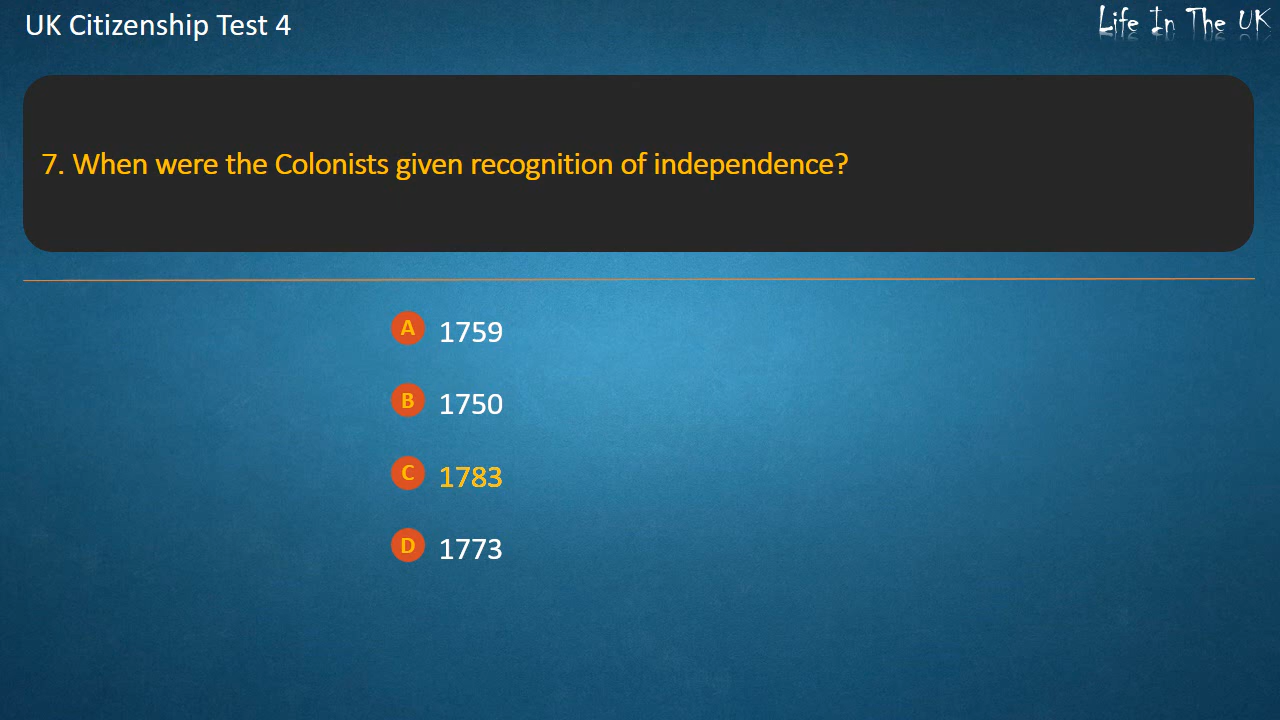 UK Citizenship Test 4
Life In The UK
7. When were the Colonists given recognition of independence?
A 1759
B 1750
C 1783
D 1773